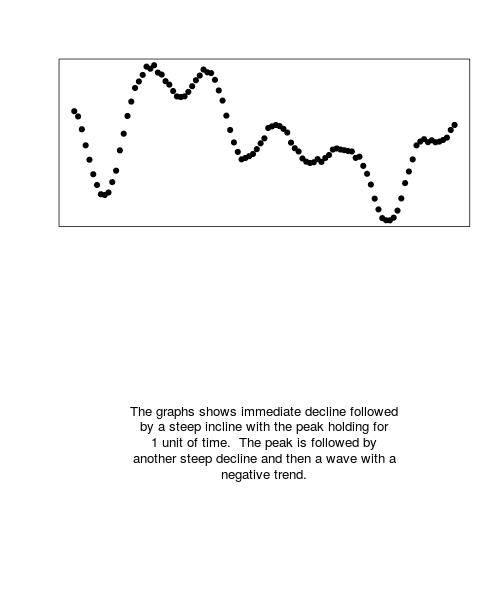 The graphs shows immediate decline followed
by a steep incline with the peak holding for
1 unit of time.  The peak is followed by
another steep decline and then a wave with a
negative trend.